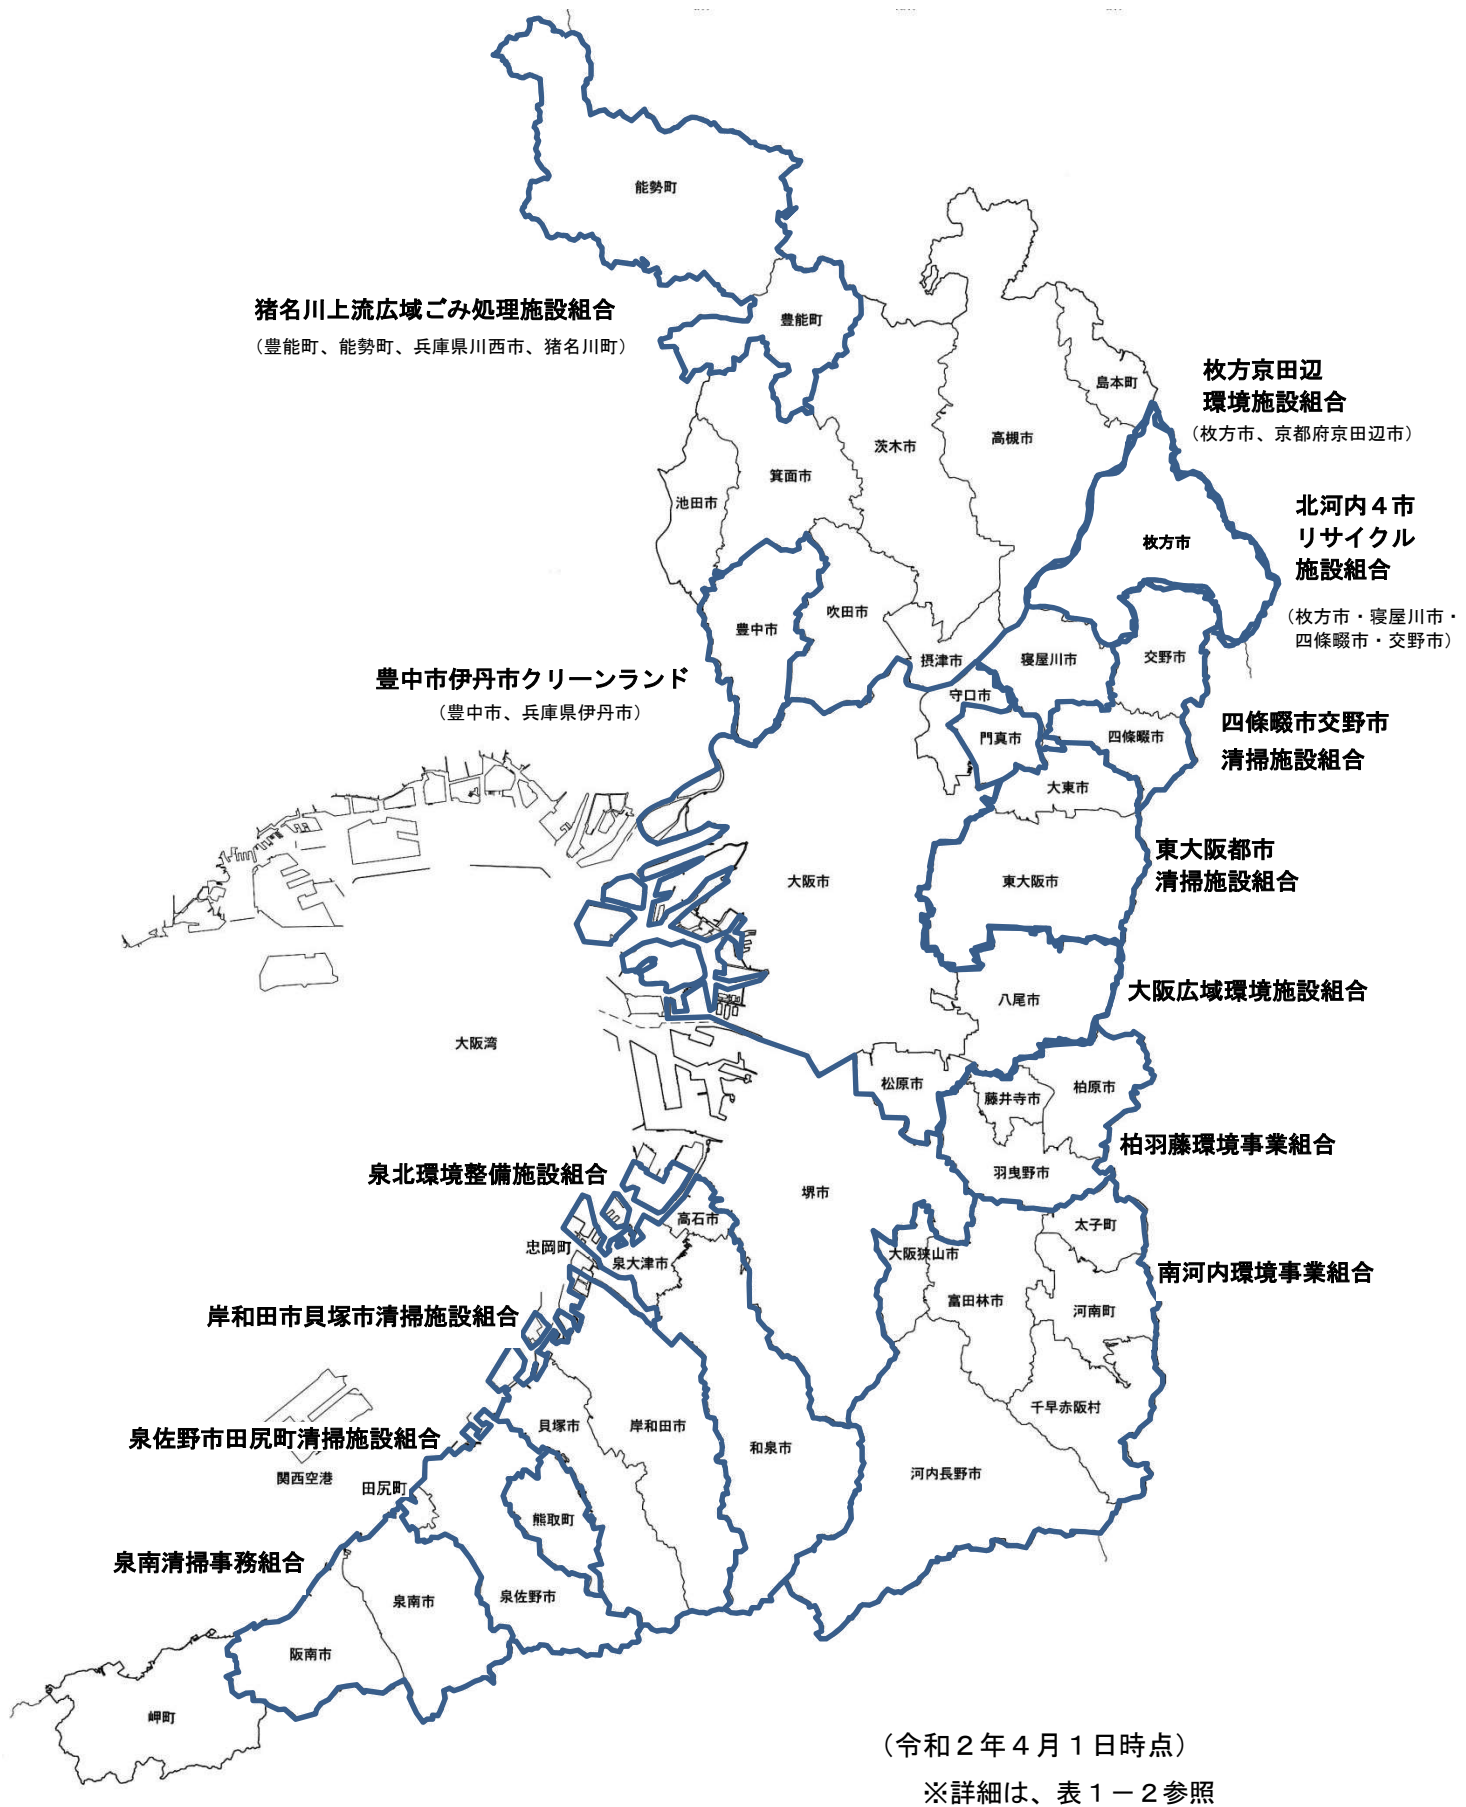 能勢町
猪名川上流広域ごみ処理施設組合
（豊能町、能勢町、兵庫県川西市、猪名川町）
豊能町
島本町
枚方京田辺
環境施設組合
（枚方市、京都府京田辺市）
茨木市
高槻市
箕面市
池田市
北河内４市
リサイクル
施設組合
（枚方市・寝屋川市・
四條畷市・交野市）
枚方市
豊中市
吹田市
摂津市
寝屋川市
交野市
豊中市伊丹市クリーンランド
（豊中市、兵庫県伊丹市）
守口市
門真市
四條畷市
四條畷市交野市
清掃施設組合
大東市
東大阪都市
清掃施設組合
大阪市
東大阪市
大阪広域環境施設組合
八尾市
大阪湾
松原市
藤井寺市
柏原市
柏羽藤環境事業組合
泉北環境整備施設組合
羽曳野市
堺市
高石市
太子町
忠岡町
泉大津市
大阪狭山市
南河内環境事業組合
富田林市
河南町
岸和田市貝塚市清掃施設組合
千早赤阪村
貝塚市
岸和田市
和泉市
泉佐野市田尻町清掃施設組合
関西空港
田尻町
河内長野市
熊取町
泉南清掃事務組合
泉南市
泉佐野市
阪南市
岬町
（令和２年４月１日時点）
※詳細は、表１－２参照